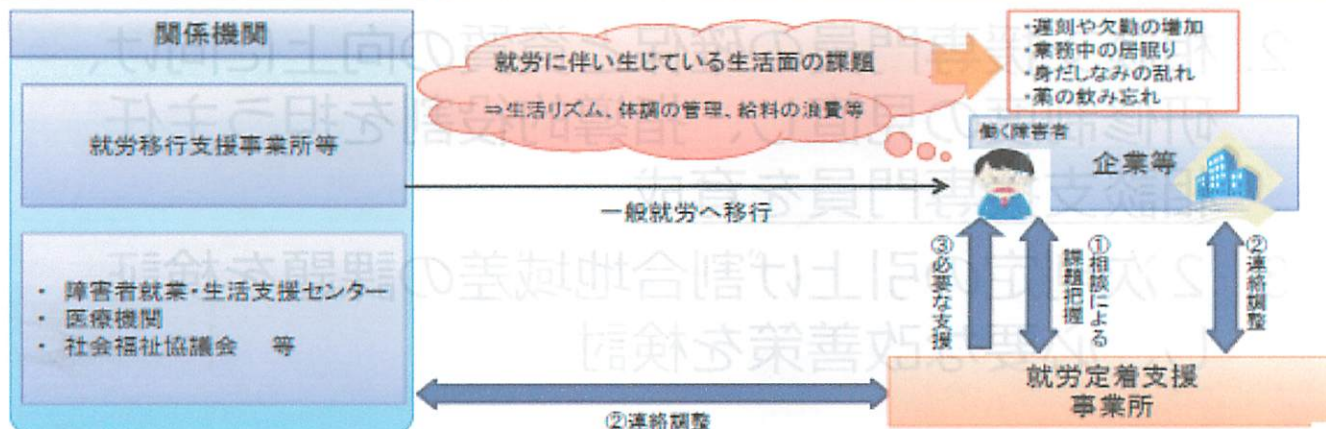 関係機関
就労移行支援事業所等
・ 障害者就業・生活支援センター
・ 医療機関
・ 社会福祉協議会 等
就労に伴い生じている生活面の課題
⇒生活リズム、体調の管理、給料の浪費等
・遅刻や欠勤の増加
・業務中の居眠り
・身だしなみの乱れ
・薬の飲み忘れ
働く障害者
企業等
一般就労へ移行
③必要な支援
①相談による
課題把握
②連絡調整
②連絡調整
就労定着支援
事業所